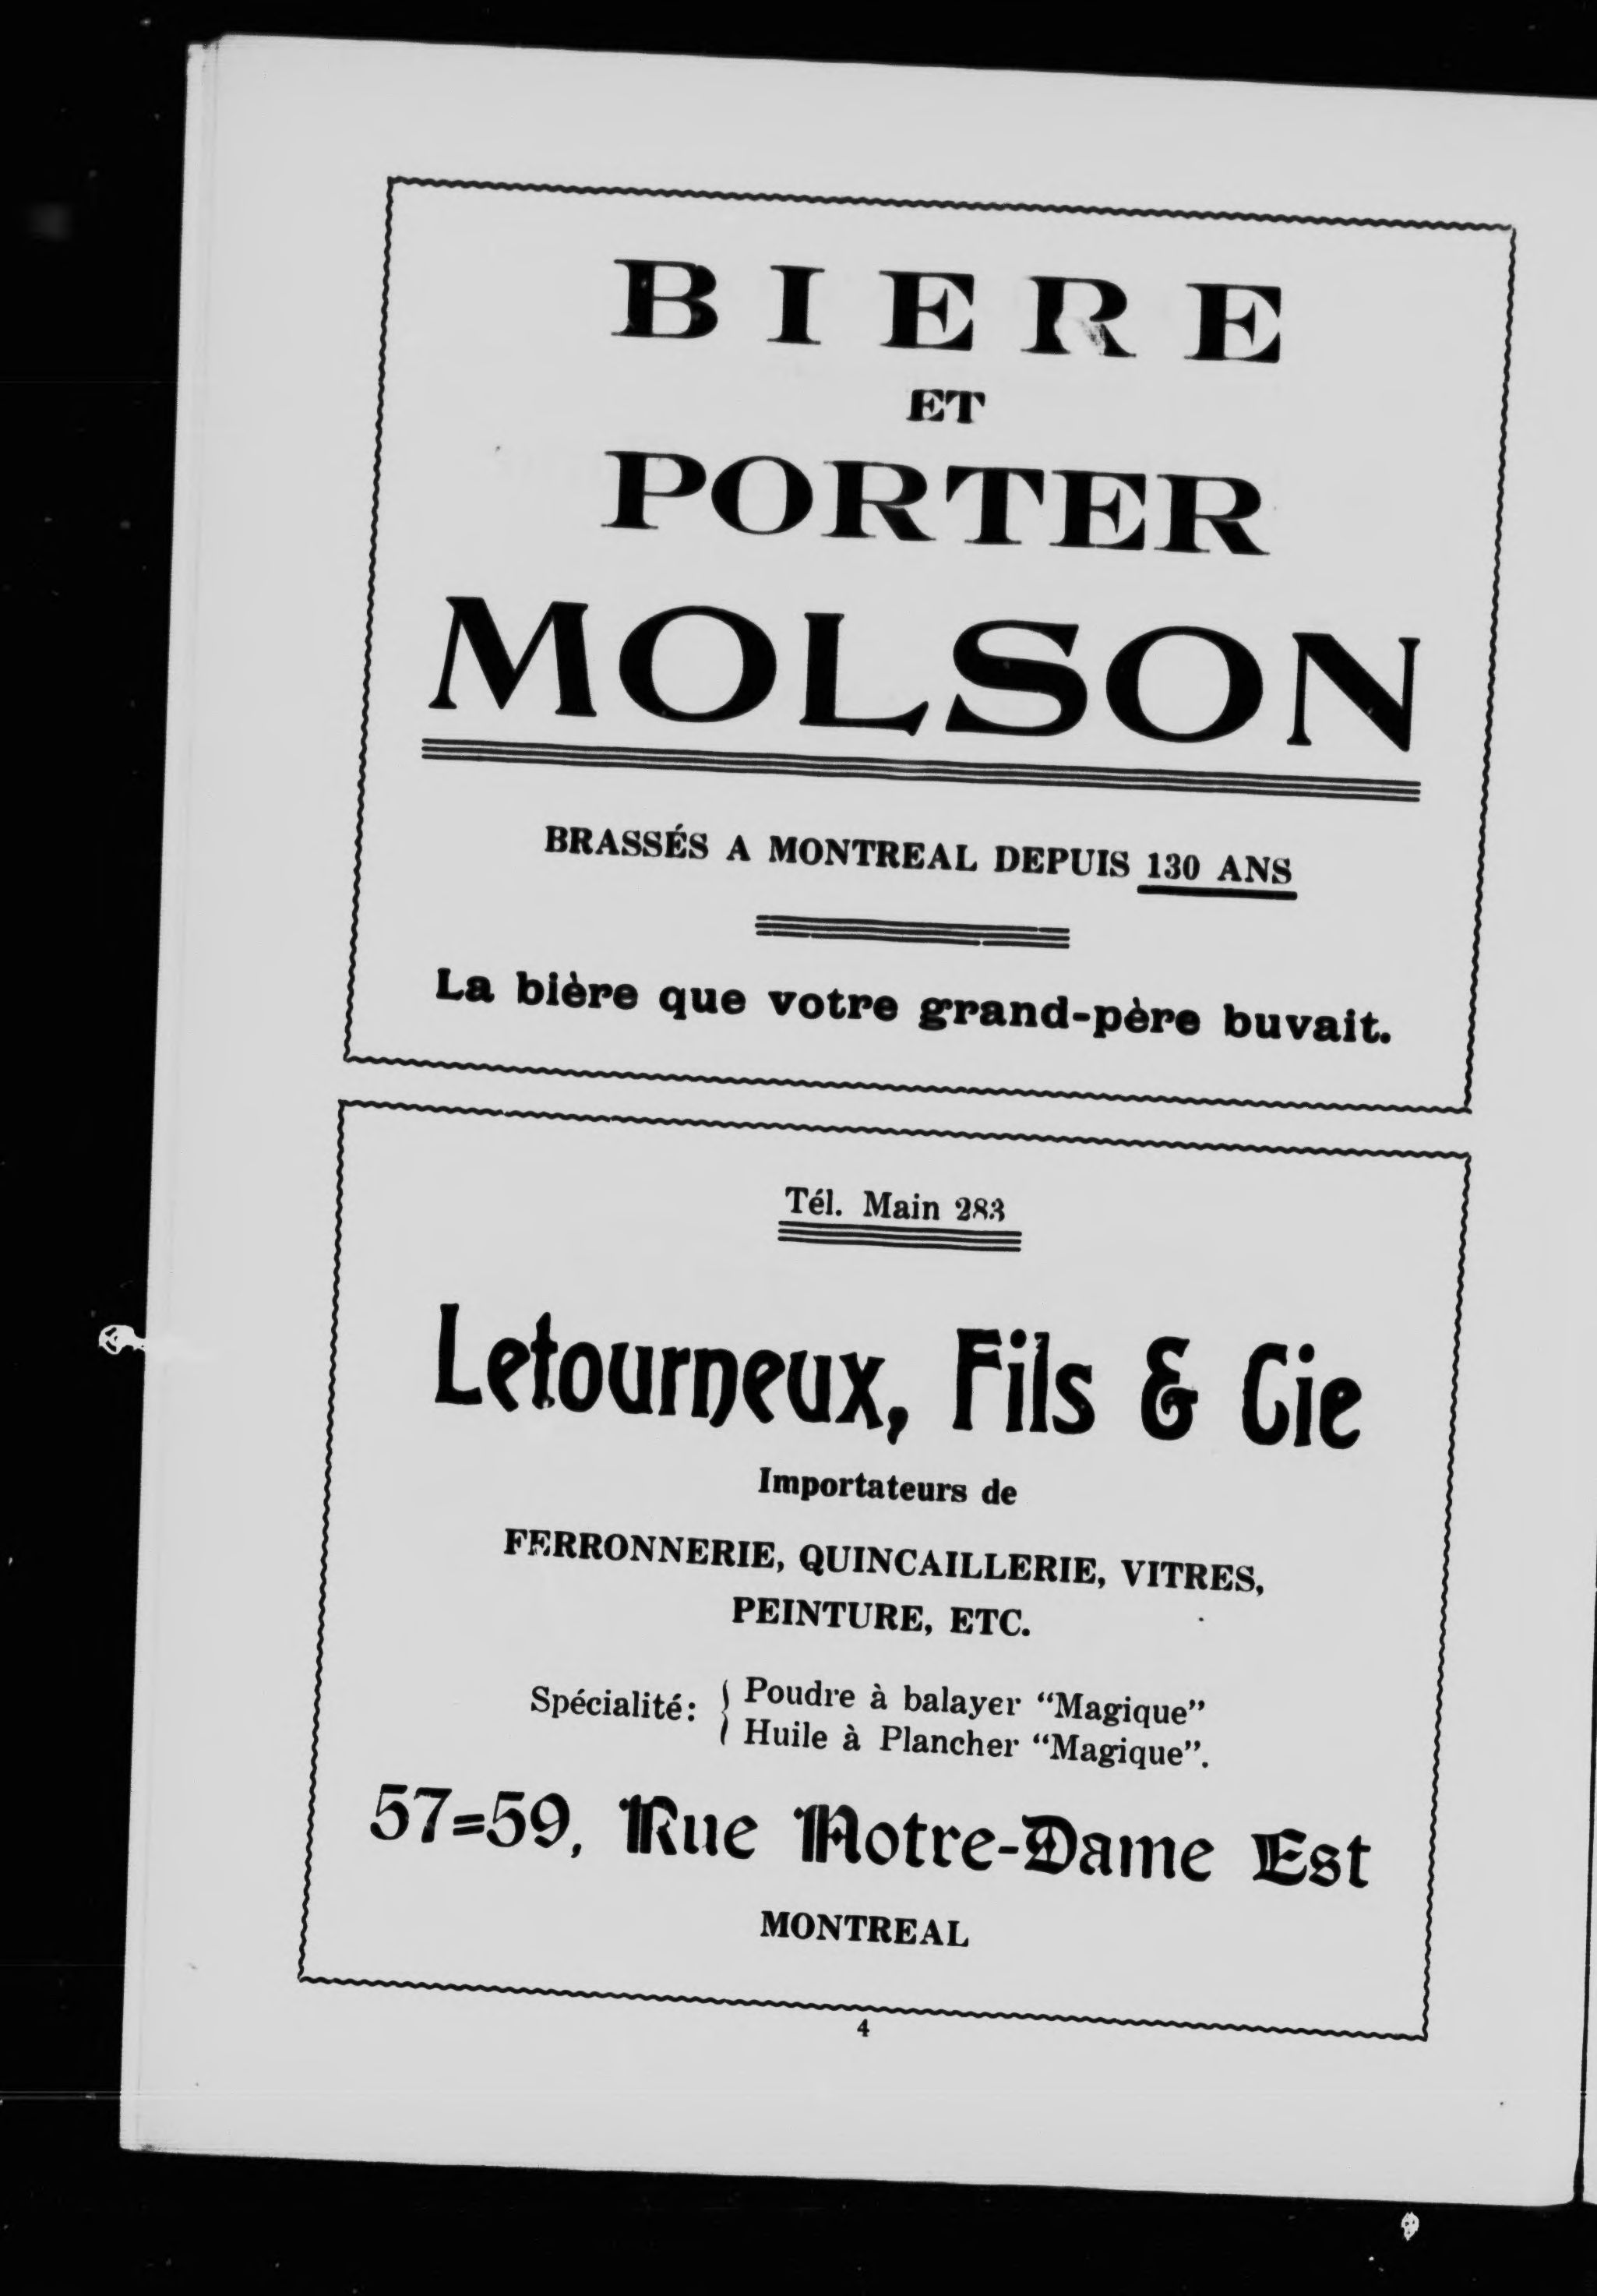 BIERE
ET
PORTER
MOLSON
BRASSÉS A MONTREAL DEPUIS 130 ANS
La bière que votre grand-père buvait.
Tél. Main 283
Letourneux, Fils & Cie
Importateurs de
FERRONNERIE, QUINCAILLERIE, VITRES,
PEINTURE, ETC.
Spécialité: { Poudre à balayer “Magique”
Huile à Plancher “Magique”.
57=59, Rue Notre-Dame Est
MONTREAL
4